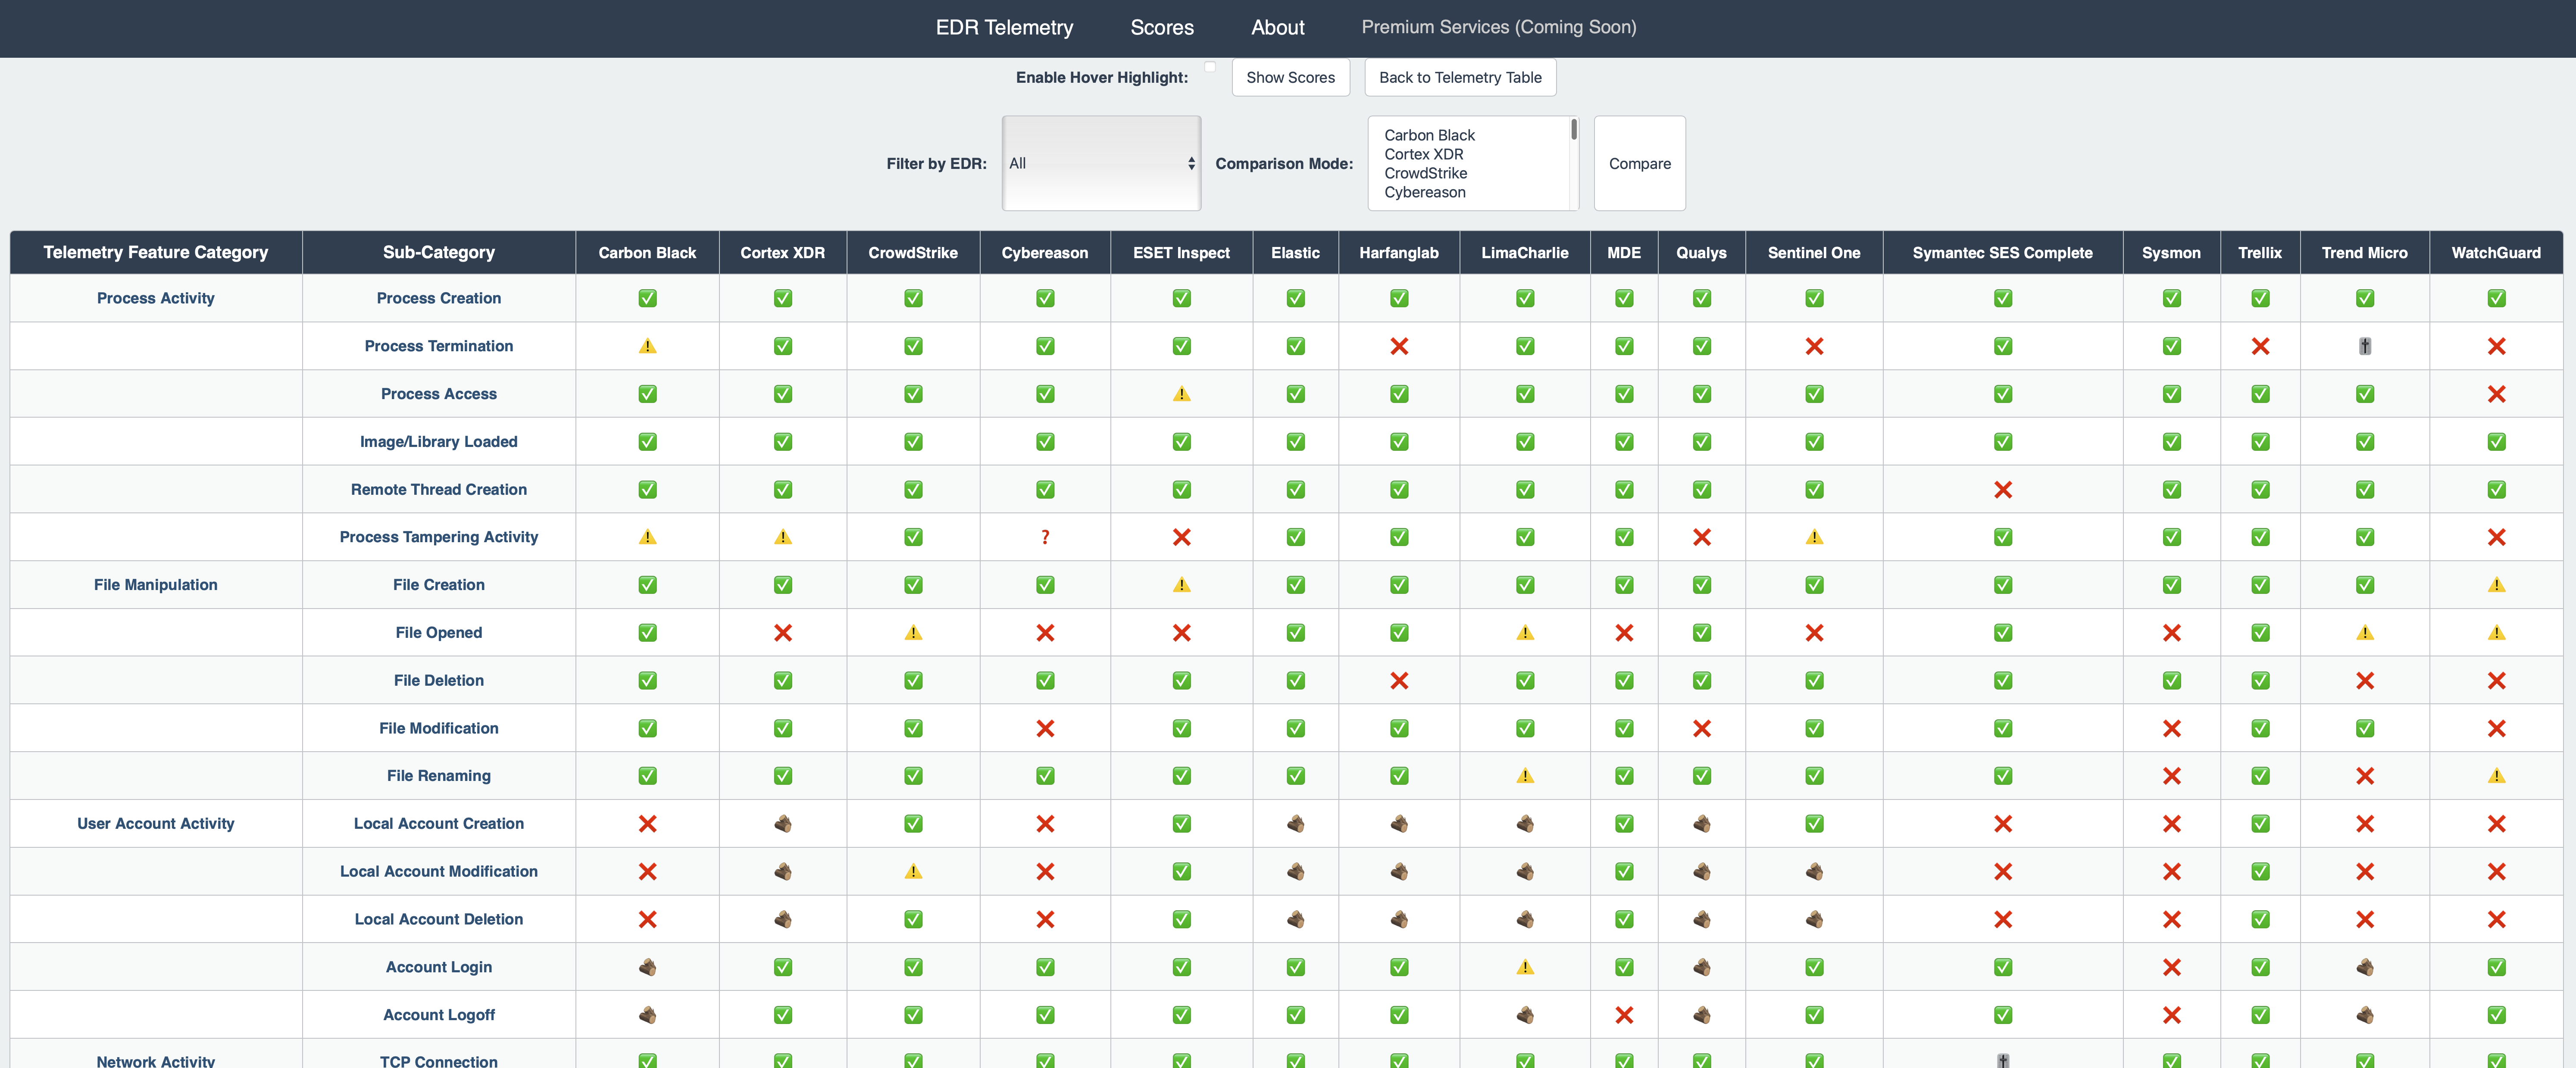 EDR Telemetry Scores About Premium Services (Coming Soon)
Enable Hover Highlight: Show Scores Back to Telemetry Table
Filter by EDR: All Comparison Mode: Carbon Black
Cortex XDR
CrowdStrike
Cybereason
Compare
Telemetry Feature Category Sub-Category Carbon Black Cortex XDR CrowdStrike Cybereason ESET Inspect Elastic Harfanglab LimaCharlie MDE Qualys Sentinel One Symantec SES Complete Sysmon Trellix Trend Micro WatchGuard
Process Activity Process Creation
Process Termination
Process Access
Image/Library Loaded
Remote Thread Creation
Process Tampering Activity
File Manipulation File Creation
File Opened
File Deletion
File Modification
File Renaming
User Account Activity Local Account Creation
Local Account Modification
Local Account Deletion
Account Login
Account Logoff
Network Activity TCP Connection